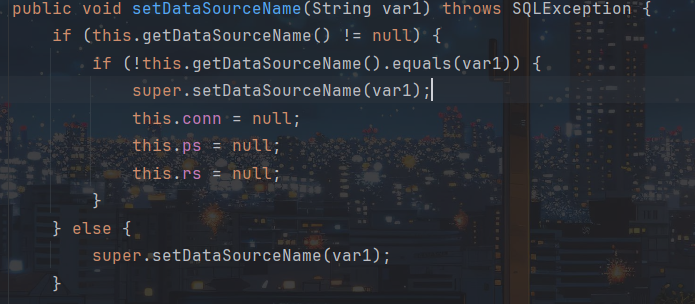 public void setDataSourceName(String var1) throws SQLException {
    if (this.getDataSourceName() != null) {
        if (!this.getDataSourceName().equals(var1)) {
            super.setDataSourceName(var1);
            this.conn = null;
            this.ps = null;
            this.rs = null;
        }
    } else {
        super.setDataSourceName(var1);
    }